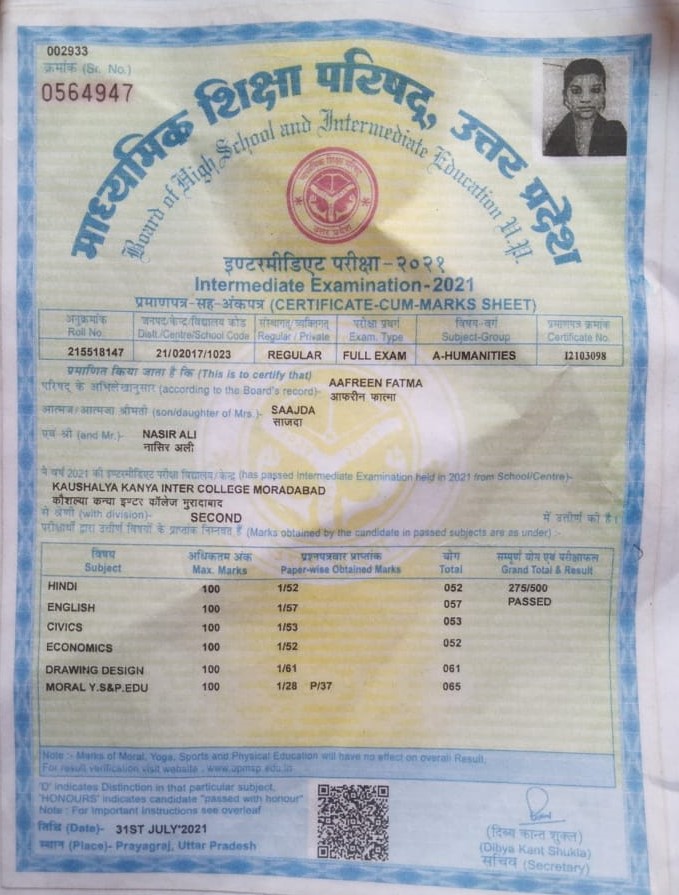 002933
क्रमांक (Sr. No.)
0564947
माध्यमिक शिक्षा परिषद्, उत्तर प्रदेश
Board of High School and Intermediate Education U.P.
इण्टरमीडिएट परीक्षा-२०२१
Intermediate Examination-2021
प्रमाणपत्र-सह-अंकपत्र (CERTIFICATE-CUM-MARKS SHEET)
अनुक्रमांक जनपद/केन्द्र/विद्यालय कोड संस्थागत/व्यक्तिगत परीक्षा प्रवर्ग विषय-वर्ग प्रमाणपत्र क्रमांक
Roll No. Distt./Centre/School Code Regular / Private Exam. Type Subject-Group Certificate No.
215518147 21/02017/1023 REGULAR FULL EXAM A-HUMANITIES I2103098
प्रमाणित किया जाता है कि (This is to certify that)
परिषद् के अभिलेखानुसार (according to the Board's record)- AAFREEN FATMA
आफरीन फात्मा
आत्मज/आत्मजा श्रीमती (son/daughter of Mrs.)- SAAJDA
साजदा
एवं श्री (and Mr.)- NASIR ALI
नासिर अली
ने वर्ष 2021 की इण्टरमीडिएट परीक्षा विद्यालय/केन्द्र (has passed Intermediate Examination held in 2021 from School/Centre)-
KAUSHALYA KANYA INTER COLLEGE MORADABAD
कौशल्या कन्या इण्टर कॉलेज मुरादाबाद
से श्रेणी (with division)- SECOND में उत्तीर्ण की है।
परीक्षार्थी द्वारा उत्तीर्ण विषयों के प्राप्तांक निम्नवत हैं (Marks obtained by the candidate in passed subjects are as under) :-
विषय अधिकतम अंक प्रश्नपत्रवार प्राप्तांक योग सम्पूर्ण योग एवं परीक्षाफल
Subject Max. Marks Paper-wise Obtained Marks Total Grand Total & Result
HINDI 100 1/52 052 275/500
ENGLISH 100 1/57 057 PASSED
CIVICS 100 1/53 053
ECONOMICS 100 1/52 052
DRAWING DESIGN 100 1/61 061
MORAL Y.S&P.EDU 100 1/28 P/37 065
Note :- Marks of Moral, Yoga, Sports and Physical Education will have no effect on overall Result.
For result verification visit website : www.upmsp.edu.in
'D' indicates Distinction in that particular subject,
'HONOURS' indicates candidate "passed with honour"
Note : For Important Instructions see overleaf
तिथि (Date)- 31ST JULY'2021
स्थान (Place)- Prayagraj, Uttar Pradesh
(दिब्य कान्त शुक्ल)
(Dibya Kant Shukla)
सचिव (Secretary)